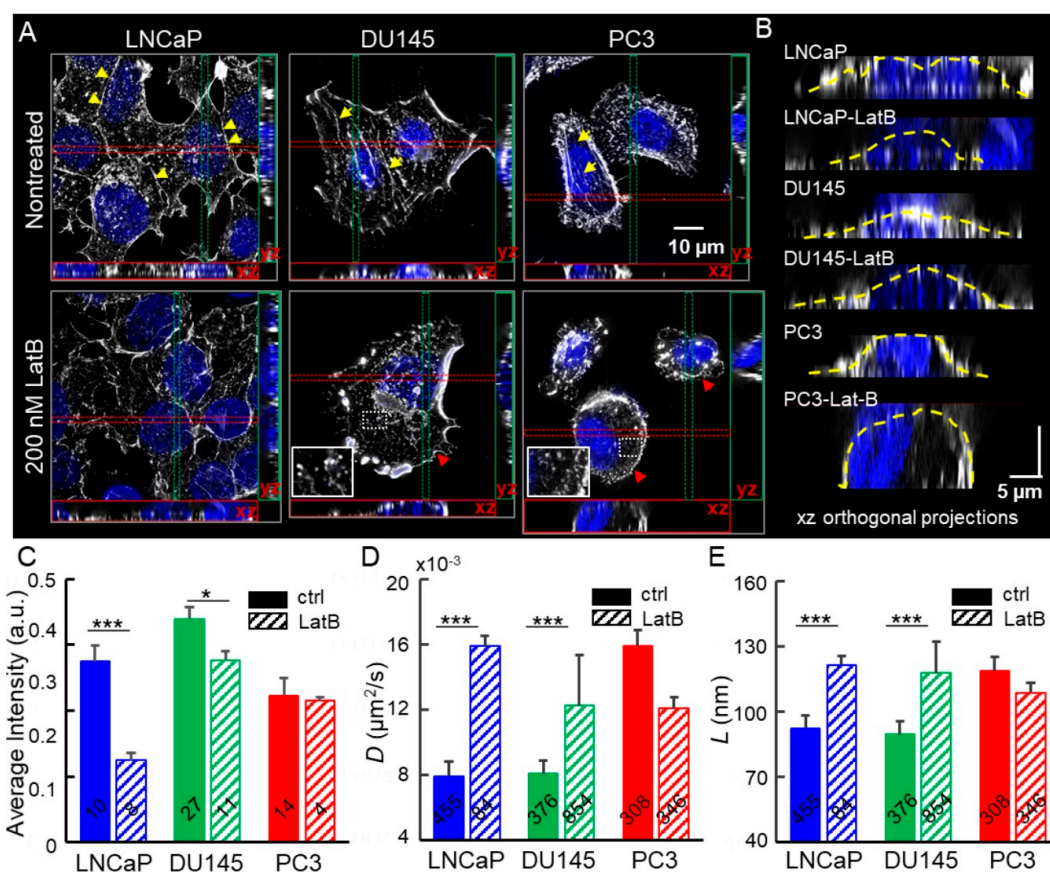 A
LNCaP
DU145
PC3
B
Nontreated
200 nM LatB
yz
xz
yz
xz
yz
xz
10 µm
yz
xz
yz
xz
yz
xz
LNCaP
LNCaP-LatB
DU145
DU145-LatB
PC3
PC3-Lat-B
5 µm
xz orthogonal projections
C
Average Intensity (a.u.)
0.5
0.4
0.3
0.2
0.1
0
ctrl
LatB
***
*
10
8
27
11
14
4
LNCaP DU145 PC3
D
x10⁻³
D (µm²/s)
20
16
12
8
4
ctrl
LatB
***
***
455
84
376
854
308
346
LNCaP DU145 PC3
E
L (nm)
160
130
100
70
40
ctrl
LatB
***
***
455
84
376
854
308
346
LNCaP DU145 PC3